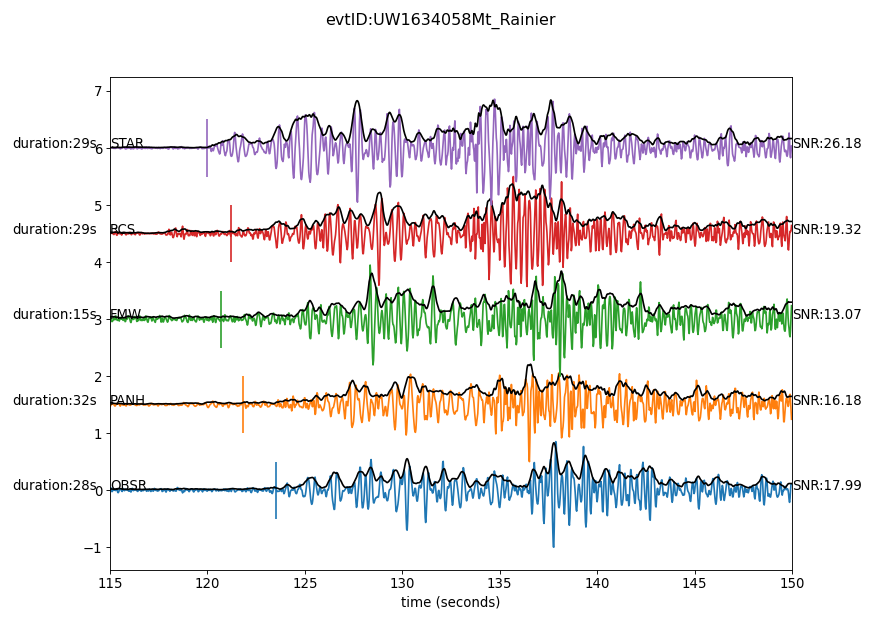 evtID:UW1634058Mt_Rainier
7
duration:29s
STAR
6
SNR:26.18
5
duration:29s
RCS
SNR:19.32
4
duration:15s
EMW
3
SNR:13.07
2
duration:32s
PANH
SNR:16.18
1
duration:28s
OBSR
0
SNR:17.99
−1
115 120 125 130 135 140 145 150
time (seconds)